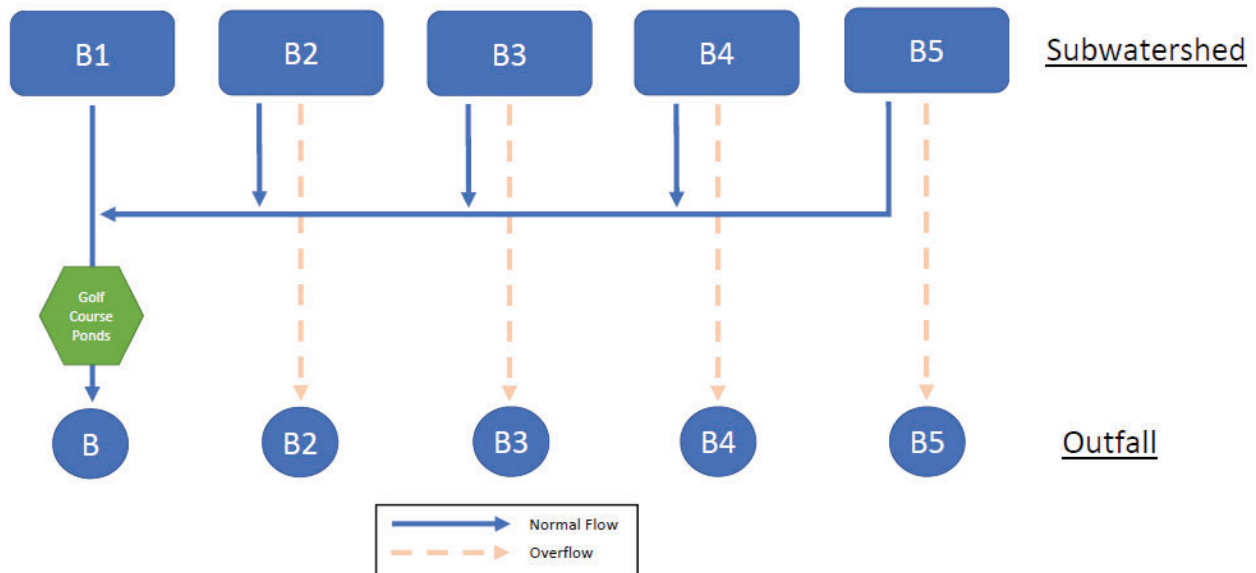 B1
B2
B3
B4
B5
Subwatershed
Golf
Course
Ponds
B
B2
B3
B4
B5
Outfall
Normal Flow
Overflow